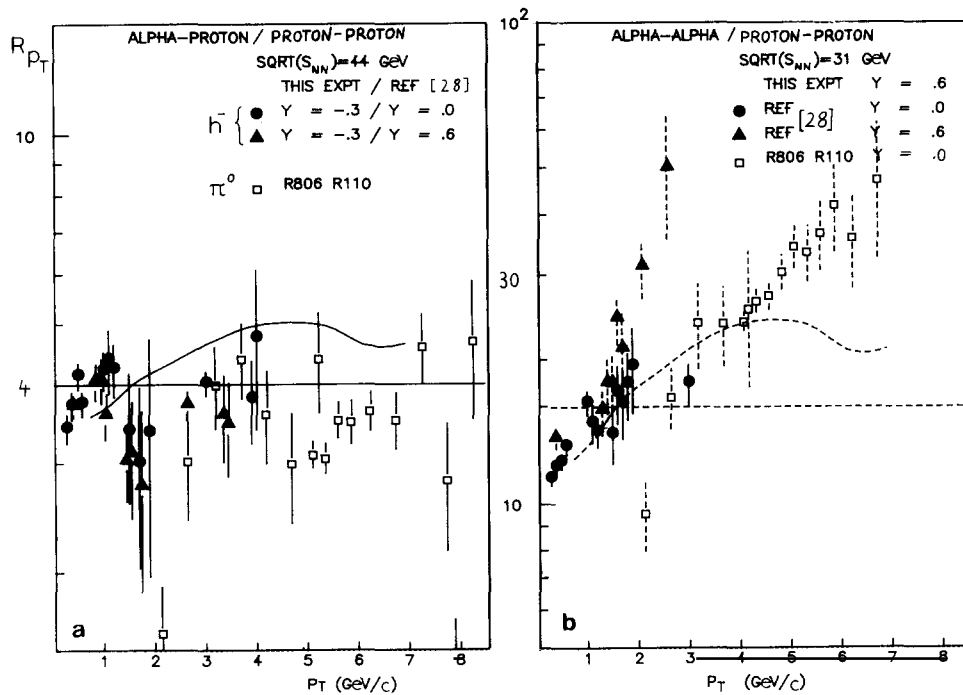 R_PT
ALPHA-PROTON / PROTON-PROTON
SQRT(S_NN)=44 GeV
THIS EXPT / REF [28]
h⁻ { ● Y = -.3 / Y = .0
▲ Y = -.3 / Y = .6
π⁰ □ R806 R110
10
4
a
1 2 3 4 5 6 7 8
P_T (GeV/c)
10²
ALPHA-ALPHA / PROTON-PROTON
SQRT(S_NN)=31 GeV
THIS EXPT Y = .6
● REF [28] Y = .0
▲ REF Y = .6
□ R806 R110 Y = .0
30
10
b
1 2 3 4 5 6 7 8
P_T (GeV/c)